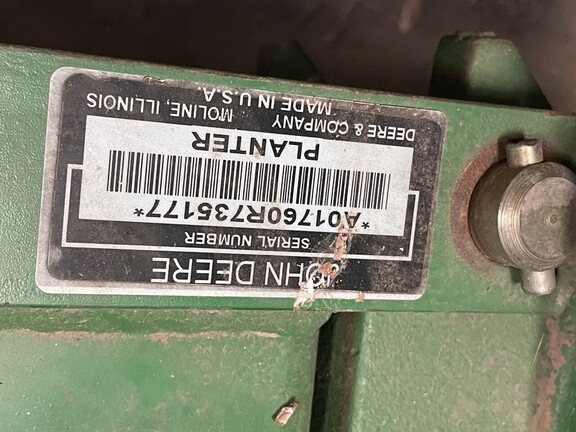 JOHN DEERE
SERIAL NUMBER
*A01760R735177*
PLANTER
DEERE & COMPANY MOLINE, ILLINOIS
MADE IN U.S.A.